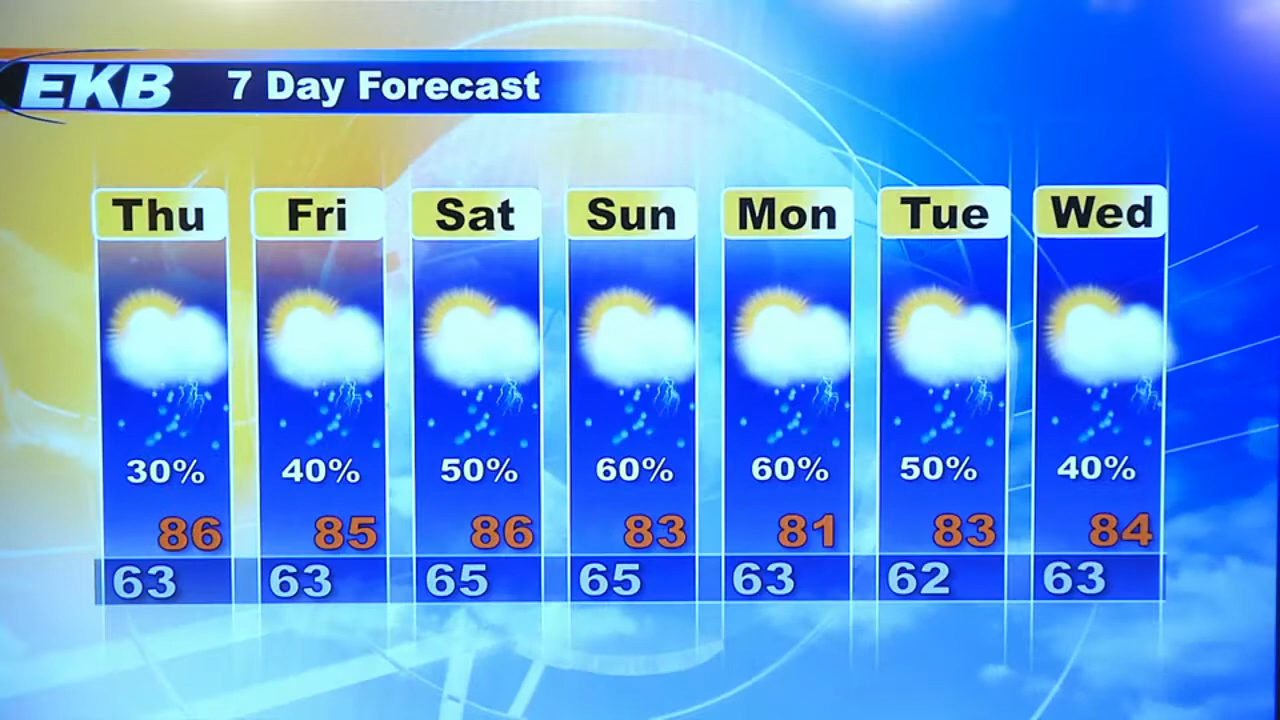 EKB 7 Day Forecast
Thu Fri Sat Sun Mon Tue Wed
30% 40% 50% 60% 60% 50% 40%
86 85 86 83 81 83 84
63 63 65 65 63 62 63